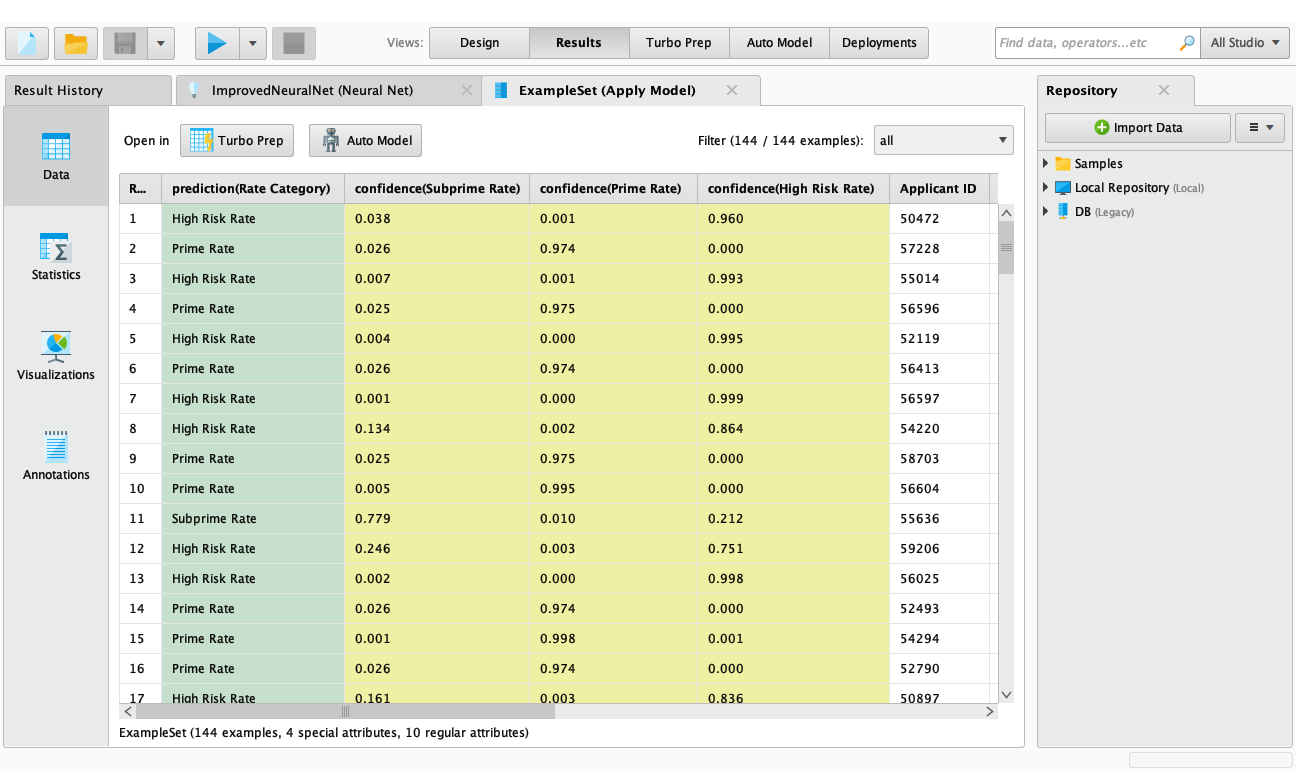 Views: Design Results Turbo Prep Auto Model Deployments Find data, operators...etc All Studio
Result History ImprovedNeuralNet (Neural Net) ExampleSet (Apply Model) Repository
Open in Turbo Prep Auto Model Filter (144 / 144 examples): all Import Data
Data
Statistics
Visualizations
Annotations
R... prediction(Rate Category) confidence(Subprime Rate) confidence(Prime Rate) confidence(High Risk Rate) Applicant ID
1 High Risk Rate 0.038 0.001 0.960 50472
2 Prime Rate 0.026 0.974 0.000 57228
3 High Risk Rate 0.007 0.001 0.993 55014
4 Prime Rate 0.025 0.975 0.000 56596
5 High Risk Rate 0.004 0.000 0.995 52119
6 Prime Rate 0.026 0.974 0.000 56413
7 High Risk Rate 0.001 0.000 0.999 56597
8 High Risk Rate 0.134 0.002 0.864 54220
9 Prime Rate 0.025 0.975 0.000 58703
10 Prime Rate 0.005 0.995 0.000 56604
11 Subprime Rate 0.779 0.010 0.212 55636
12 High Risk Rate 0.246 0.003 0.751 59206
13 High Risk Rate 0.002 0.000 0.998 56025
14 Prime Rate 0.026 0.974 0.000 52493
15 Prime Rate 0.001 0.998 0.001 54294
16 Prime Rate 0.026 0.974 0.000 52790
17 High Risk Rate 0.161 0.003 0.836 50897
ExampleSet (144 examples, 4 special attributes, 10 regular attributes)
Samples
Local Repository (Local)
DB (Legacy)